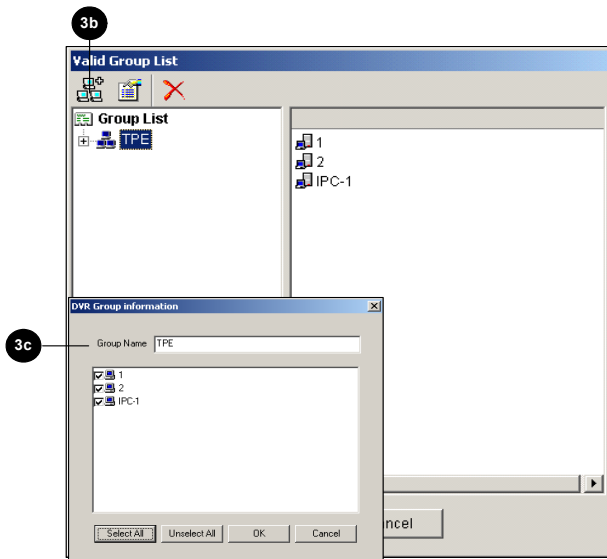 3b
Valid Group List
Group List
TPE
1
2
IPC-1
DVR Group information
3c
Group Name TPE
1
2
IPC-1
Select All Unselect All OK Cancel
ncel